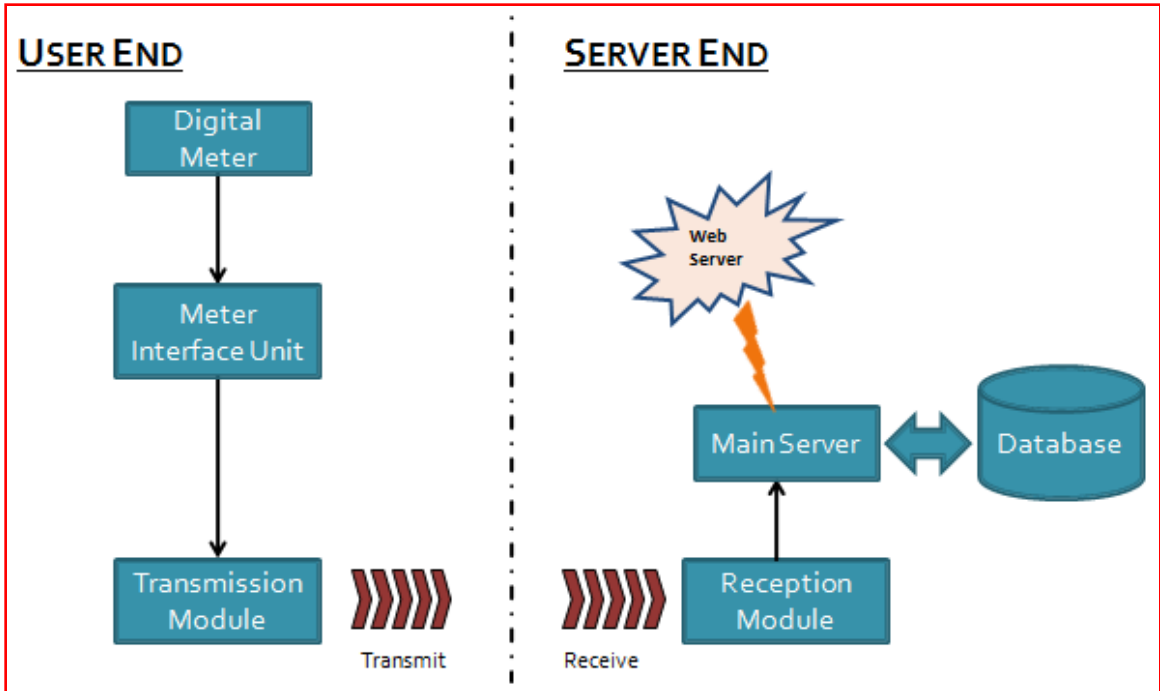 USER END
Digital
Meter
Meter
Interface Unit
Transmission
Module
Transmit
SERVER END
Web
Server
Main Server
Database
Reception
Module
Receive